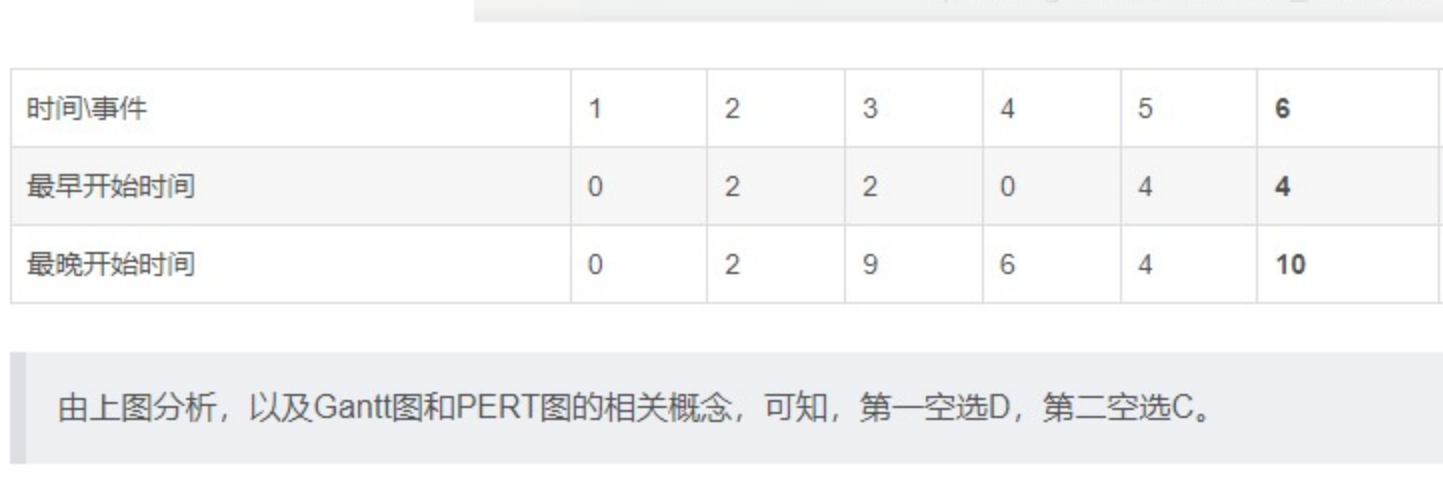 时间\事件 1 2 3 4 5 6
最早开始时间 0 2 2 0 4 4
最晚开始时间 0 2 9 6 4 10
由上图分析，以及Gantt图和PERT图的相关概念，可知，第一空选D，第二空选C。